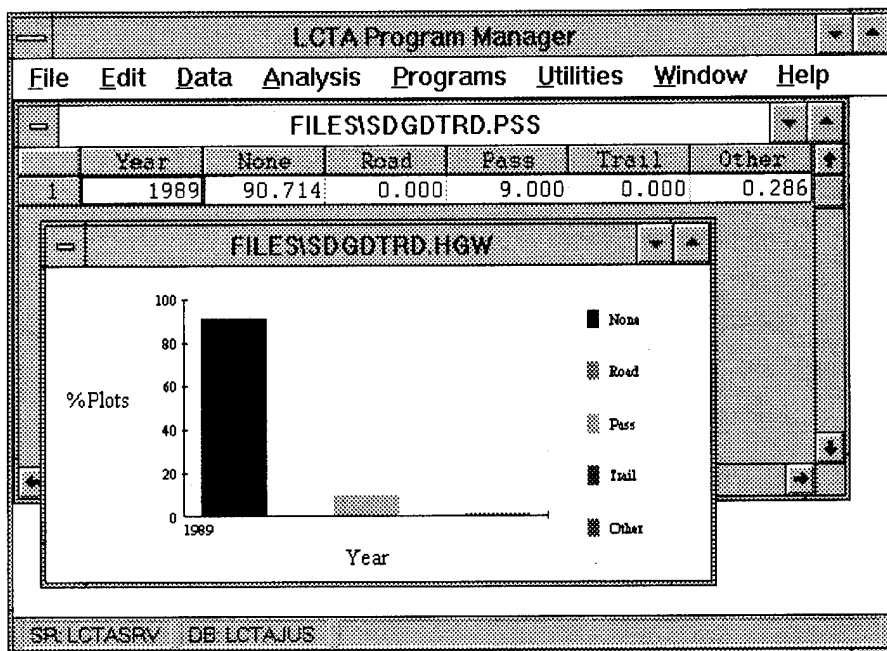 LCTA Program Manager
File Edit Data Analysis Programs Utilities Window Help
FILES\SDGDTRD.PSS
Year None Road Pass Trail Other
1 1989 90.714 0.000 9.000 0.000 0.286
FILES\SDGDTRD.HGW
100
80
60
40
20
0
%Plots
1989
Year
None
Road
Pass
Trail
Other
SR: LCTASRV DB: LCTAJUS